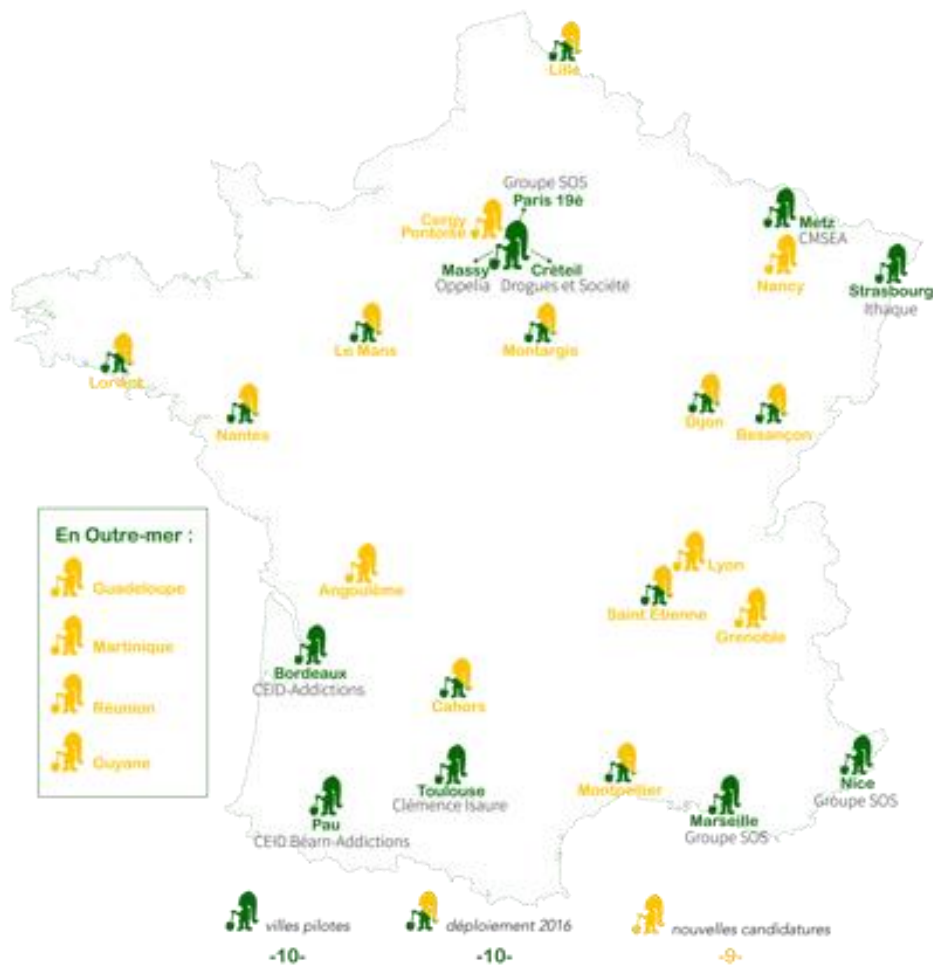 Lille
Groupe SOS
Paris 19è
Cergy
Pontoise
Massy
Oppelia
Créteil
Drogues et Société
Metz
CMSEA
Nancy
Strasbourg
Ithaque
Le Mans
Montargis
Lorient
Nantes
Dijon
Besançon
En Outre-mer :
Guadeloupe
Martinique
Réunion
Guyane
Angoulême
Lyon
Saint Etienne
Grenoble
Bordeaux
CEID-Addictions
Cahors
Toulouse
Clémence Isaure
Montpellier
Nice
Groupe SOS
Marseille
Groupe SOS
Pau
CEID.Béarn-Addictions
villes pilotes
déploiement 2016
nouvelles candidatures
-10-
-10-
-9-